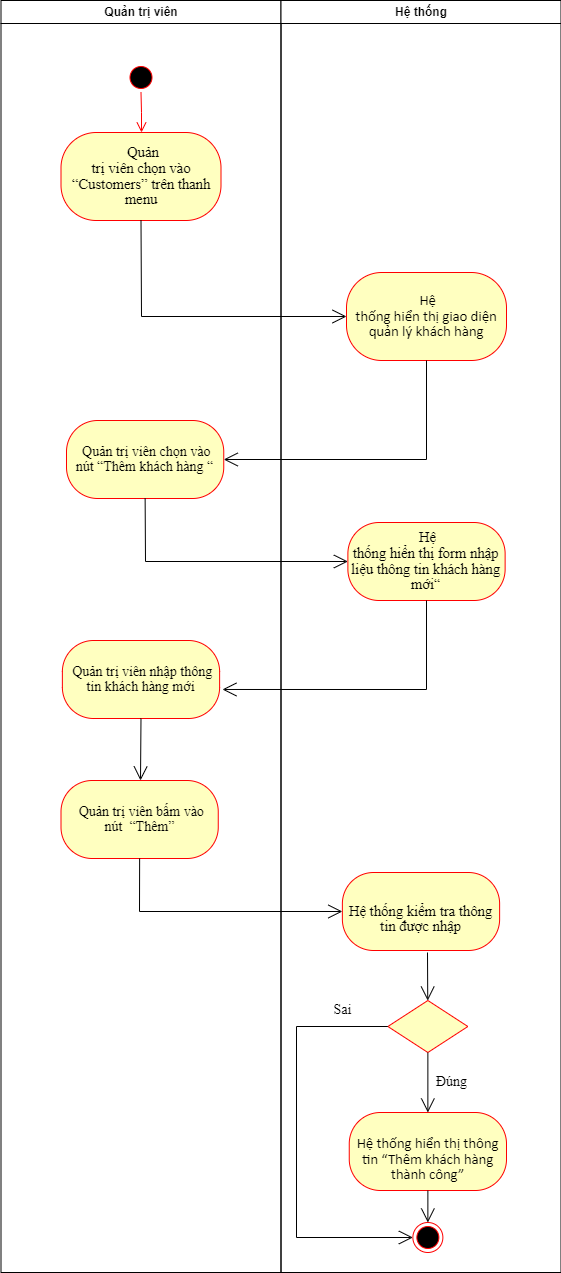 Quản trị viên
Hệ thống
Quản
trị viên chọn vào
“Customers” trên thanh
menu
Hệ
thống hiển thị giao diện
quản lý khách hàng
Quản trị viên chọn vào
nút “Thêm khách hàng “
Hệ
thống hiển thị form nhập
liệu thông tin khách hàng
mới“
Quản trị viên nhập thông
tin khách hàng mới
Quản trị viên bấm vào
nút “Thêm”
Hệ thống kiểm tra thông
tin được nhập
Sai
Đúng
Hệ thống hiển thị thông
tin “Thêm khách hàng
thành công”